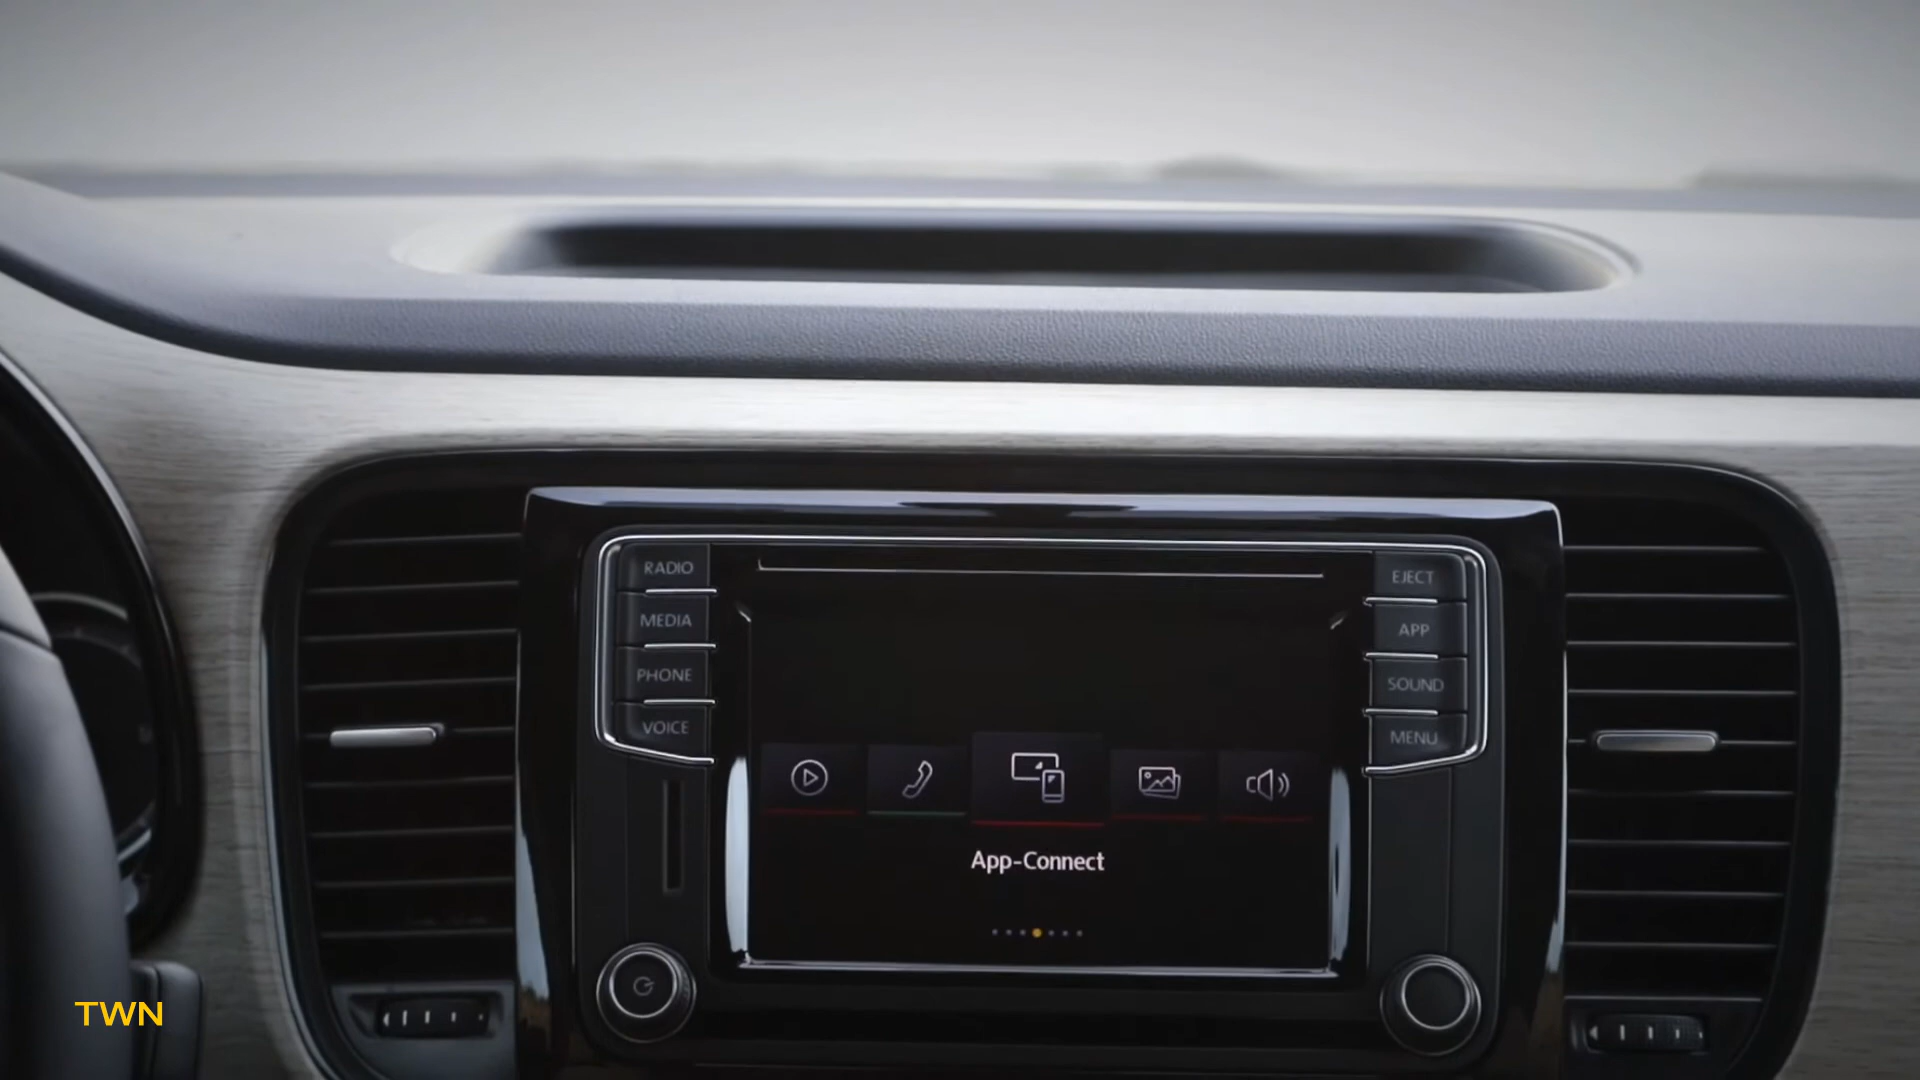 RADIO
MEDIA
PHONE
VOICE
EJECT
APP
SOUND
MENU
App-Connect
TWN